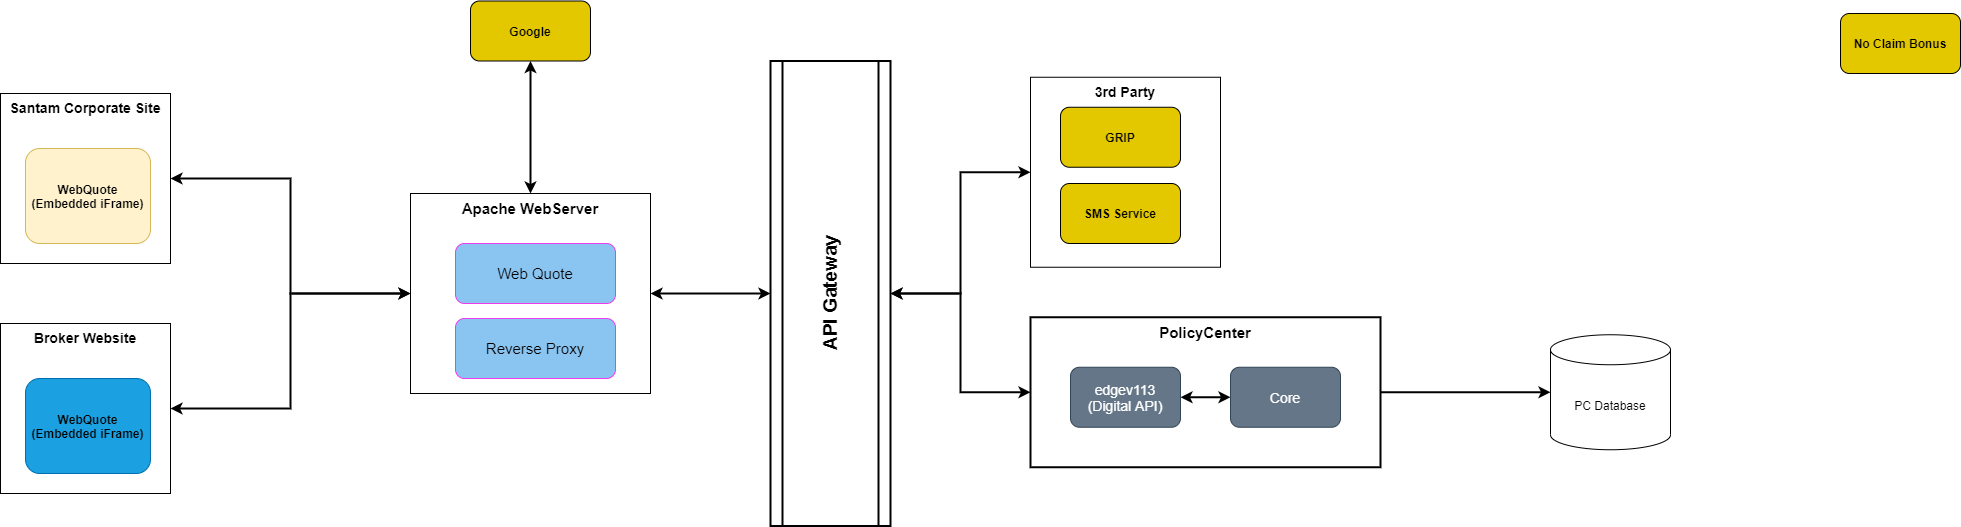 Google
No Claim Bonus
Santam Corporate Site
WebQuote
(Embedded iFrame)
Broker Website
WebQuote
(Embedded iFrame)
Apache WebServer
Web Quote
Reverse Proxy
API Gateway
3rd Party
GRIP
SMS Service
PolicyCenter
edgev113
(Digital API)
Core
PC Database